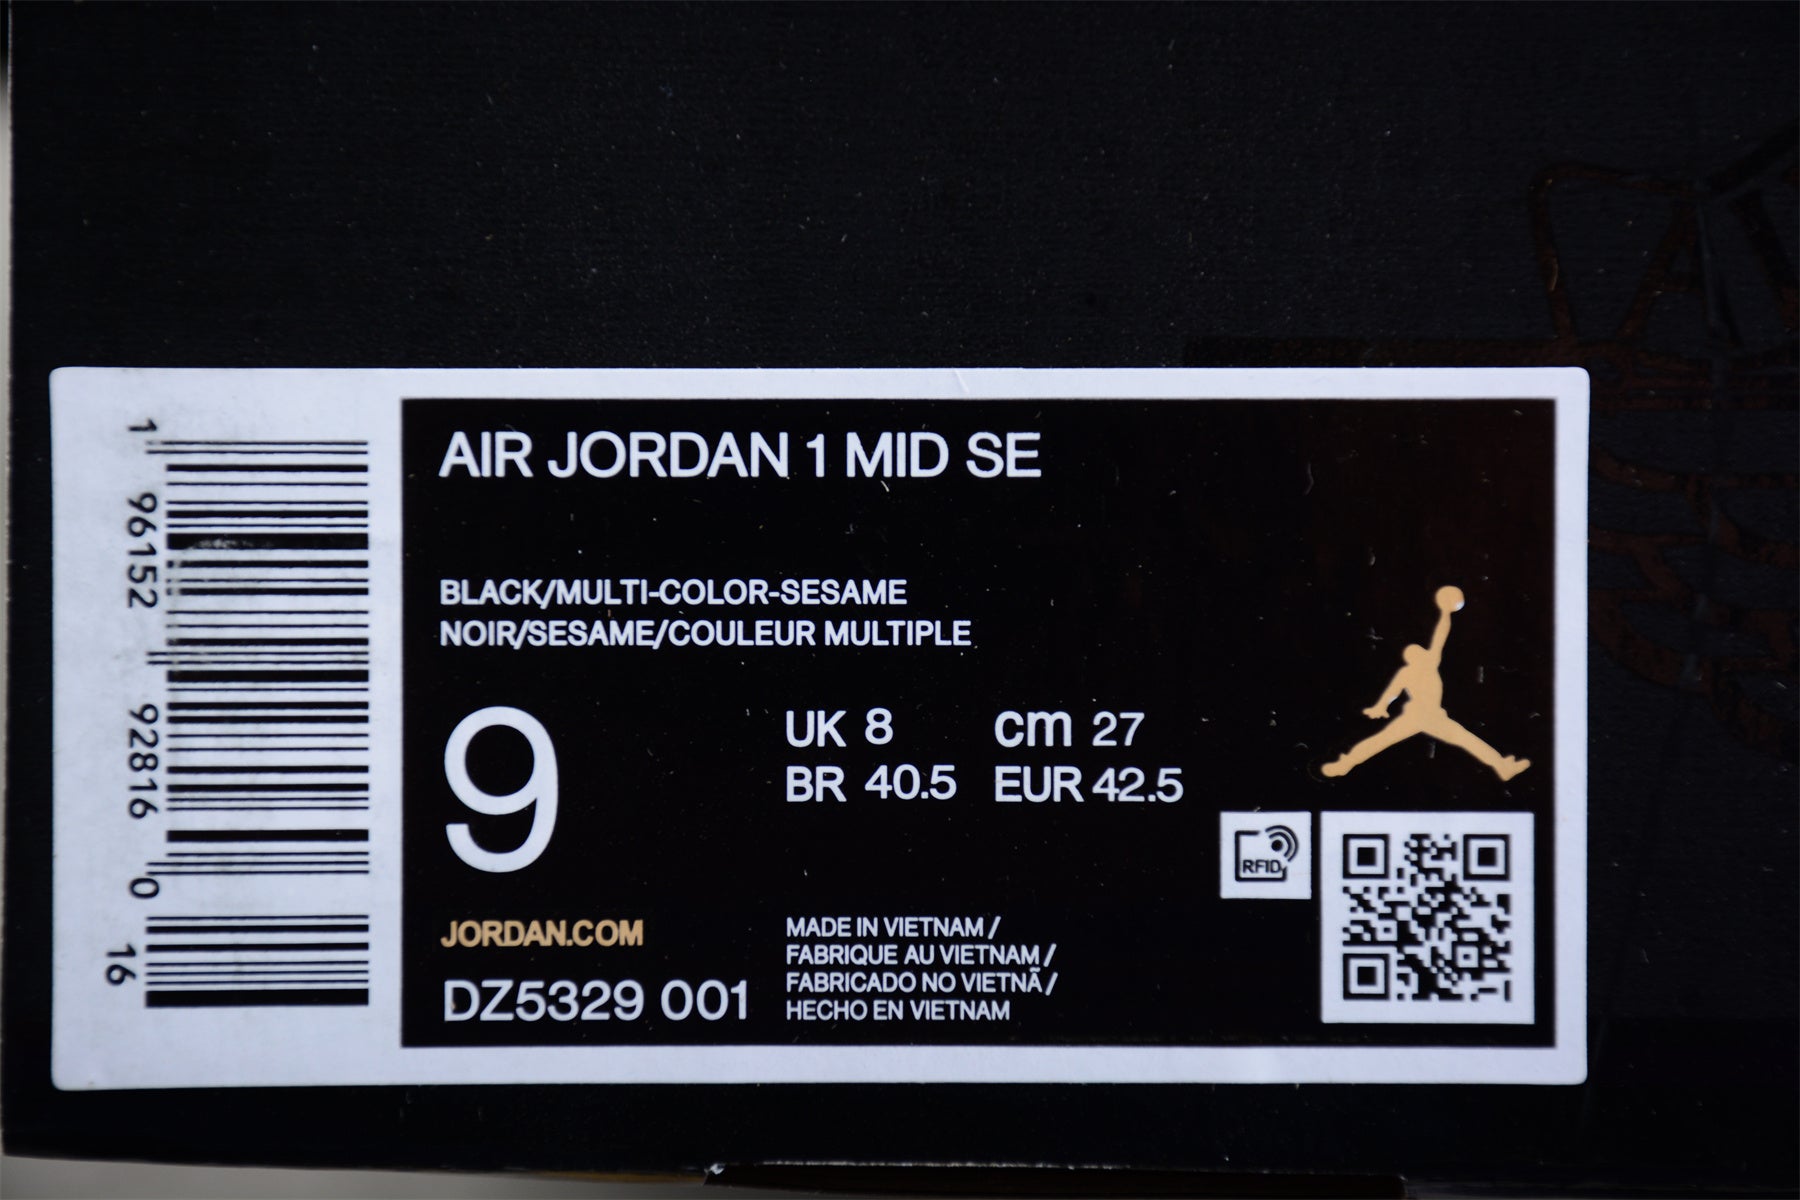 AIR JORDAN 1 MID SE
BLACK/MULTI-COLOR-SESAME
NOIR/SESAME/COULEUR MULTIPLE
9
UK 8 cm 27
BR 40.5 EUR 42.5
RFID
JORDAN.COM
DZ5329 001
MADE IN VIETNAM /
FABRIQUE AU VIETNAM /
FABRICADO NO VIETNÃ /
HECHO EN VIETNAM
1 96152 92816 0 16